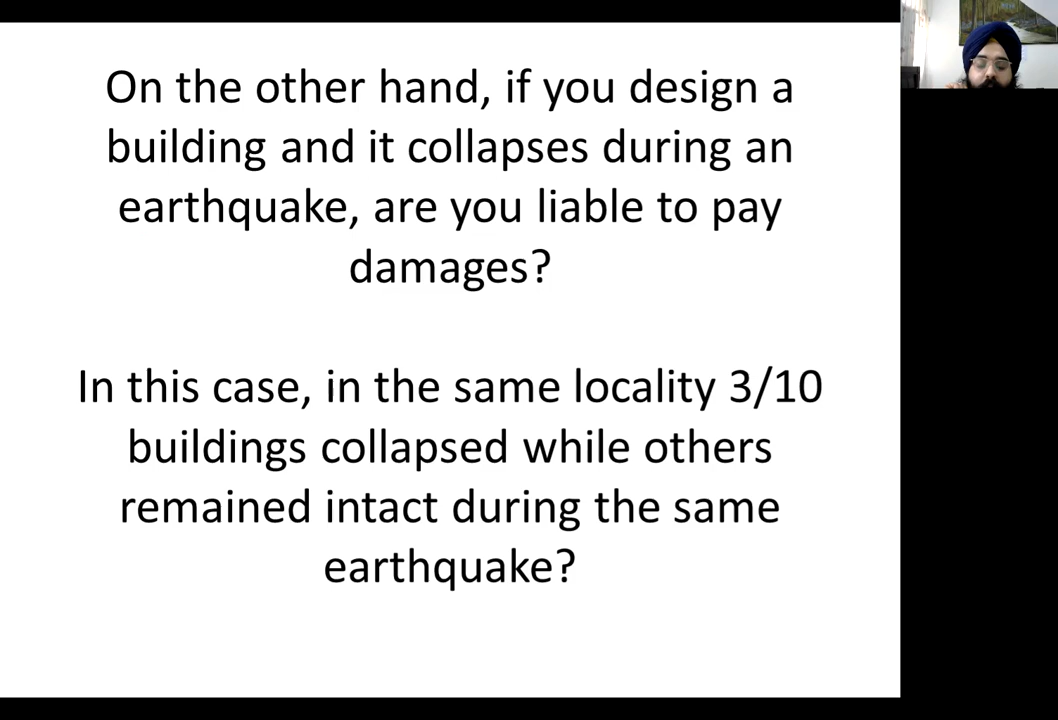 On the other hand, if you design a
building and it collapses during an
earthquake, are you liable to pay
damages?
In this case, in the same locality 3/10
buildings collapsed while others
remained intact during the same
earthquake?